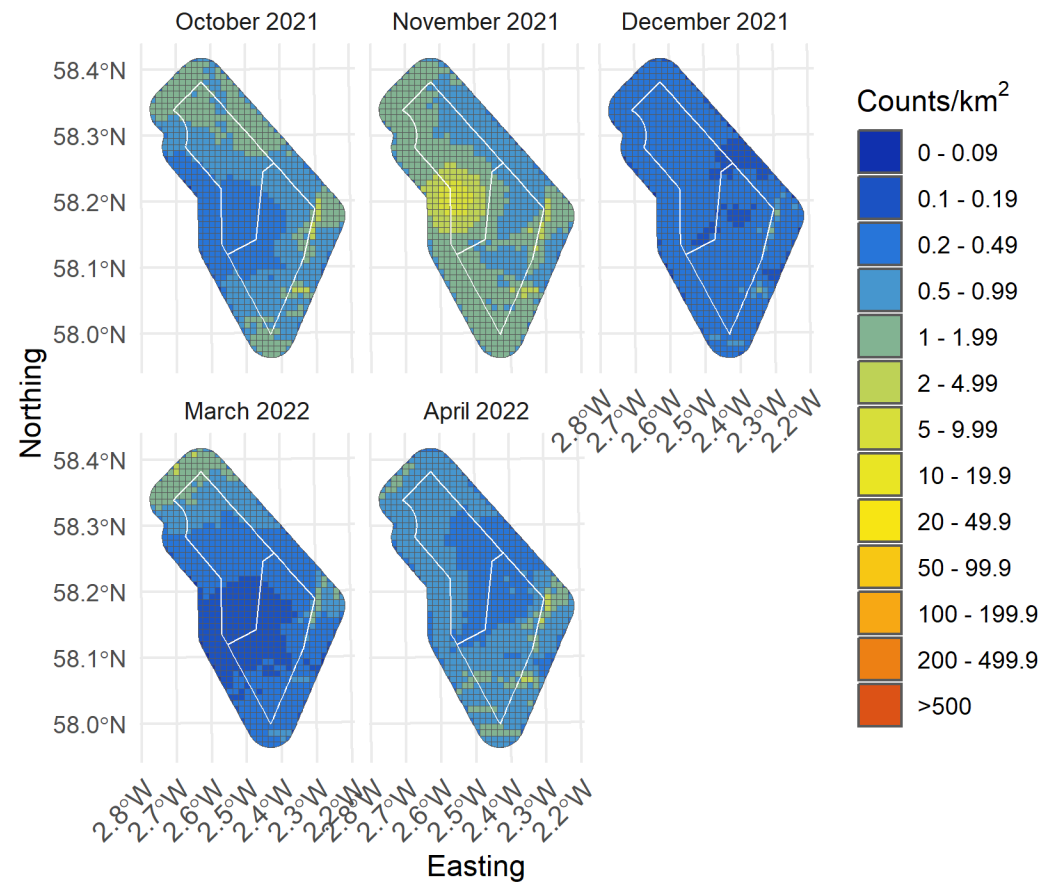 October 2021
November 2021
December 2021
58.4°N
58.3°N
58.2°N
58.1°N
58.0°N
2.8°W
2.7°W
2.6°W
2.5°W
2.4°W
2.3°W
2.2°W
March 2022
April 2022
58.4°N
58.3°N
58.2°N
58.1°N
58.0°N
2.8°W
2.7°W
2.6°W
2.5°W
2.4°W
2.3°W
2.2°W
2.8°W
2.7°W
2.6°W
2.5°W
2.4°W
2.3°W
2.2°W
Northing
Easting
Counts/km²
0 - 0.09
0.1 - 0.19
0.2 - 0.49
0.5 - 0.99
1 - 1.99
2 - 4.99
5 - 9.99
10 - 19.9
20 - 49.9
50 - 99.9
100 - 199.9
200 - 499.9
>500